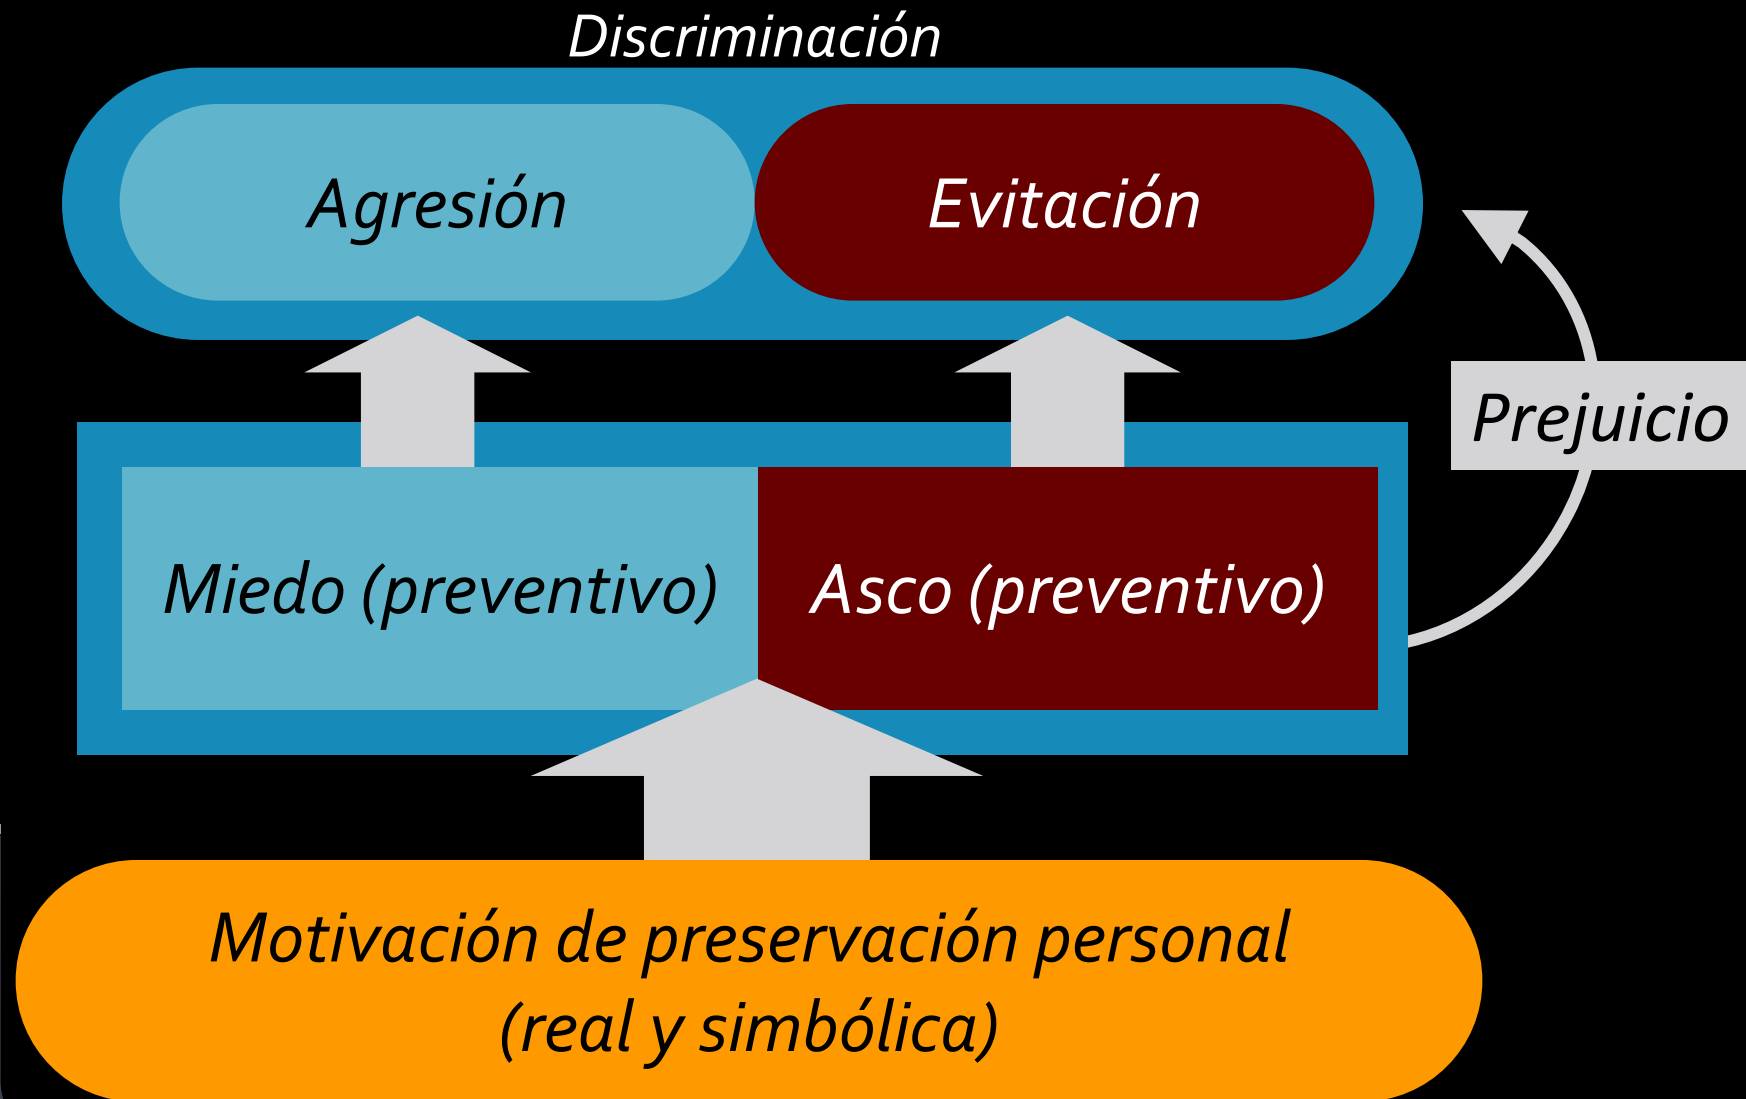 Discriminación
Agresión
Evitación
Prejuicio
Miedo (preventivo)
Asco (preventivo)
Motivación de preservación personal
(real y simbólica)